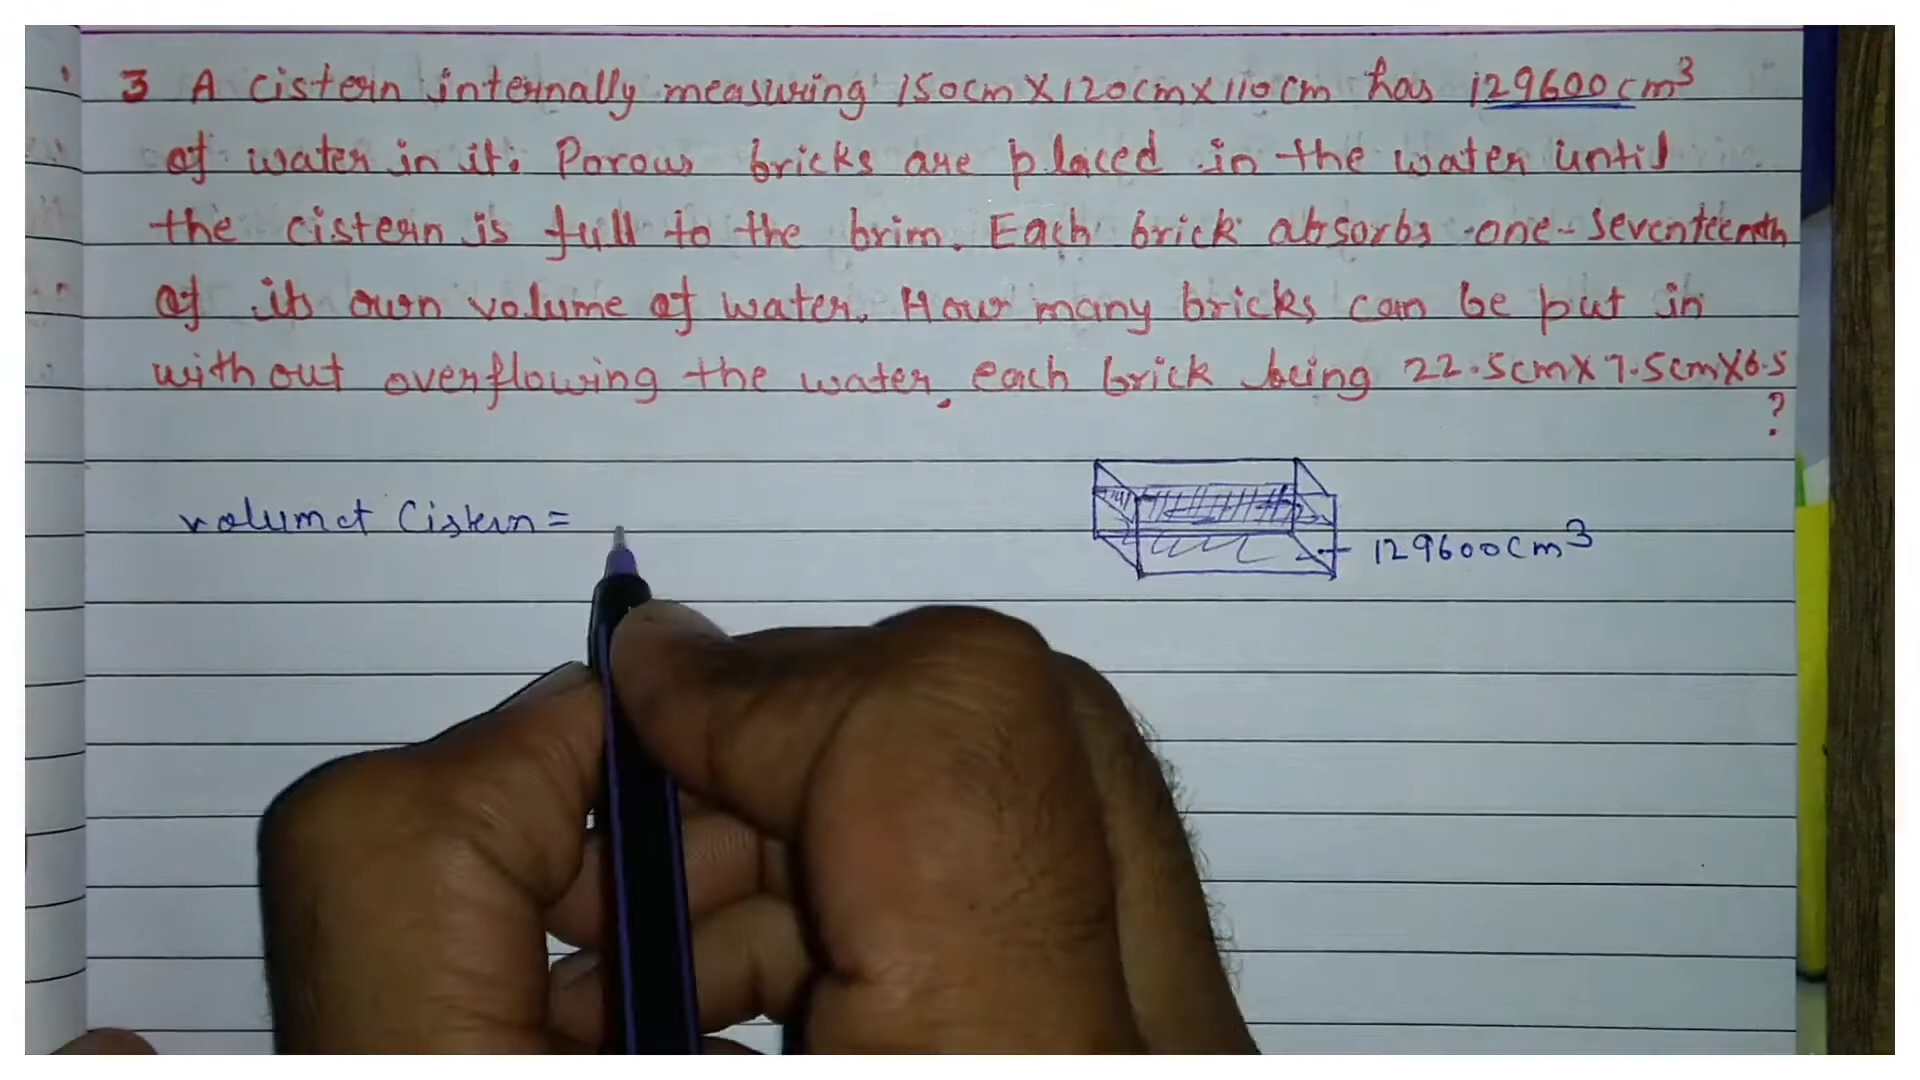 3 A cistern internally measuring 150cm X 120cm X 110cm has 129600cm³
of water in it. Porous bricks are placed in the water until
the cistern is full to the brim. Each brick absorbs one-seventeenth
of its own volume of water. How many bricks can be put in
without overflowing the water, each brick being 22.5cm X 7.5cm X 6.5
?
volume of Cistern =
129600cm³